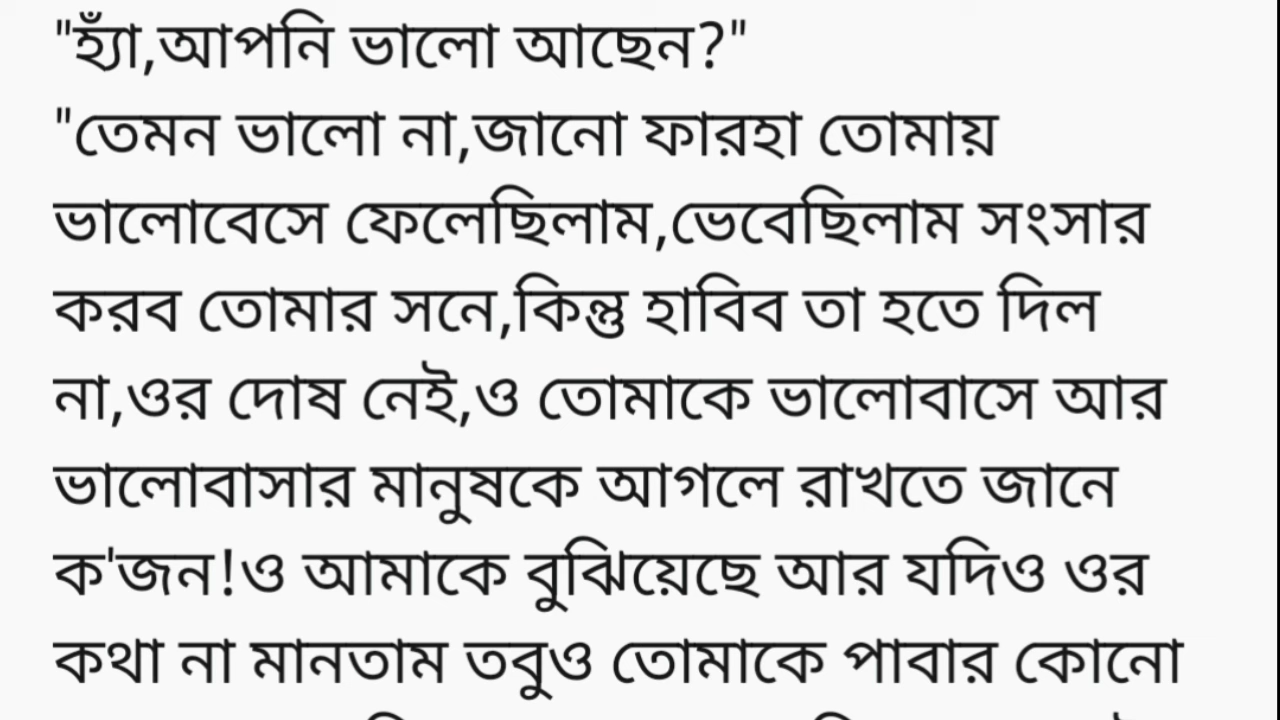 "হ্যাঁ,আপনি ভালো আছেন?"
"তেমন ভালো না,জানো ফারহা তোমায়
ভালোবেসে ফেলেছিলাম,ভেবেছিলাম সংসার
করব তোমার সনে,কিন্তু হাবিব তা হতে দিল
না,ওর দোষ নেই,ও তোমাকে ভালোবাসে আর
ভালোবাসার মানুষকে আগলে রাখতে জানে
ক'জন!ও আমাকে বুঝিয়েছে আর যদিও ওর
কথা না মানতাম তবুও তোমাকে পাবার কোনো